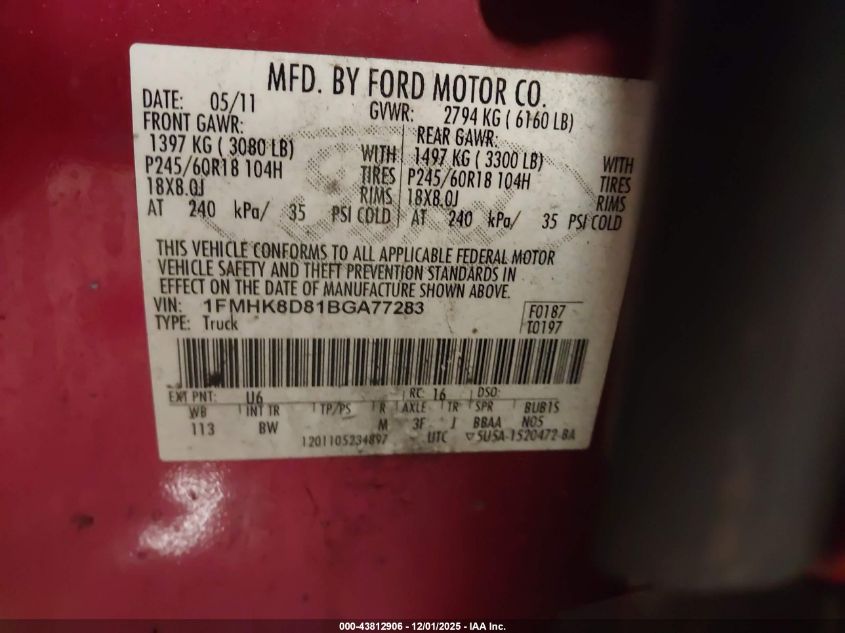 MFD. BY FORD MOTOR CO.
DATE: 05/11 GVWR: 2794 KG ( 6160 LB)
FRONT GAWR: REAR GAWR:
1397 KG ( 3080 LB) WITH 1497 KG ( 3300 LB) WITH
P245/60R18 104H TIRES P245/60R18 104H TIRES
18X8.0J RIMS 18X8.0J RIMS
AT 240 kPa/ 35 PSI COLD AT 240 kPa/ 35 PSI COLD
THIS VEHICLE CONFORMS TO ALL APPLICABLE FEDERAL MOTOR
VEHICLE SAFETY AND THEFT PREVENTION STANDARDS IN
EFFECT ON THE DATE OF MANUFACTURE SHOWN ABOVE.
VIN: 1FMHK8D81BGA77283 F0187
TYPE: Truck T0197
EXT PNT: U6 RC: 16 DSO:
WB INT TR TP/PS R AXLE TR SPR BUBTS
113 BW M 3F J BBAA N05
1201105234897 UTC ▽5U5A-1520472-BA
000-43812906 - 12/01/2025 - IAA Inc.